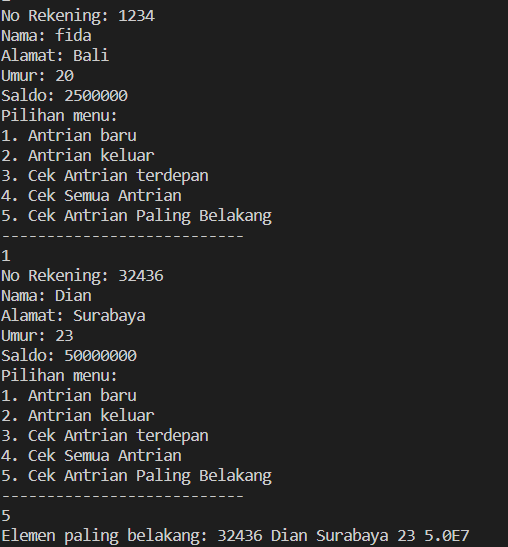 No Rekening: 1234
Nama: fida
Alamat: Bali
Umur: 20
Saldo: 2500000
Pilihan menu:
1. Antrian baru
2. Antrian keluar
3. Cek Antrian terdepan
4. Cek Semua Antrian
5. Cek Antrian Paling Belakang
---------------------------
1
No Rekening: 32436
Nama: Dian
Alamat: Surabaya
Umur: 23
Saldo: 50000000
Pilihan menu:
1. Antrian baru
2. Antrian keluar
3. Cek Antrian terdepan
4. Cek Semua Antrian
5. Cek Antrian Paling Belakang
---------------------------
5
Elemen paling belakang: 32436 Dian Surabaya 23 5.0E7